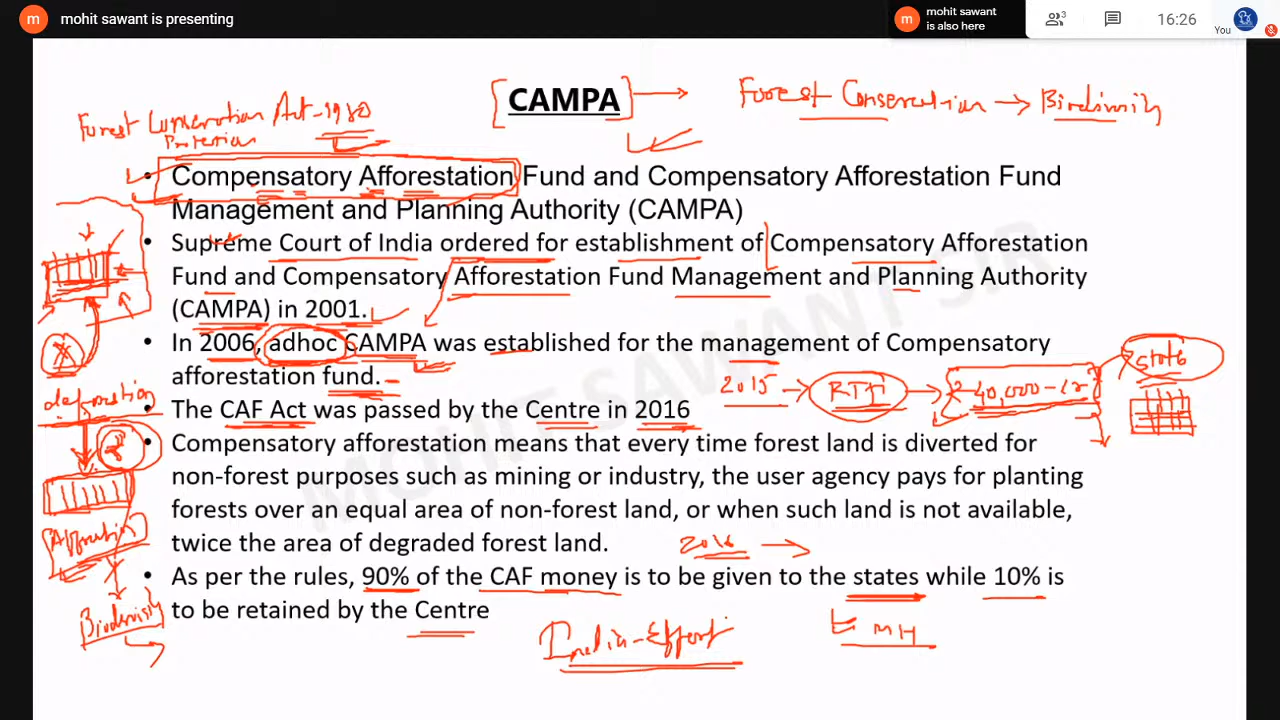 m mohit sawant is presenting
m mohit sawant
is also here
3
16:26
You
CAMPA
Forest Conservation → Biodiversity
Forest Conservation Act-1980
Protection
• Compensatory Afforestation Fund and Compensatory Afforestation Fund
Management and Planning Authority (CAMPA)
• Supreme Court of India ordered for establishment of Compensatory Afforestation
Fund and Compensatory Afforestation Fund Management and Planning Authority
(CAMPA) in 2001.
• In 2006, adhoc CAMPA was established for the management of Compensatory
afforestation fund.
2015 → RTI → 40,000-cr
State
• The CAF Act was passed by the Centre in 2016
• Compensatory afforestation means that every time forest land is diverted for
non-forest purposes such as mining or industry, the user agency pays for planting
forests over an equal area of non-forest land, or when such land is not available,
twice the area of degraded forest land.
2016 →
• As per the rules, 90% of the CAF money is to be given to the states while 10% is
to be retained by the Centre
India-Effort
MH
Biodiversity
MOHIT SAWANT SIR